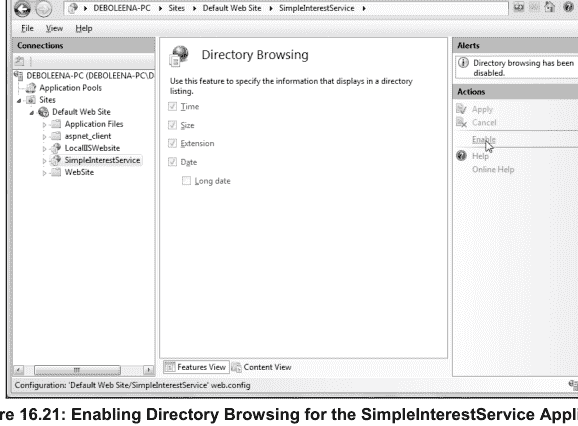 DEBOLEENA-PC ▸ Sites ▸ Default Web Site ▸ SimpleInterestService ▸
File View Help
Connections
DEBOLEENA-PC (DEBOLEENA-PC\D
Application Pools
Sites
Default Web Site
Application Files
aspnet_client
LocalIISWebsite
SimpleInterestService
WebSite
Directory Browsing
Use this feature to specify the information that displays in a directory
listing.
Time
Size
Extension
Date
Long date
Features View Content View
Alerts
Directory browsing has been
disabled.
Actions
Apply
Cancel
Enable
Help
Online Help
Configuration: 'Default Web Site/SimpleInterestService' web.config
re 16.21: Enabling Directory Browsing for the SimpleInterestService Appli